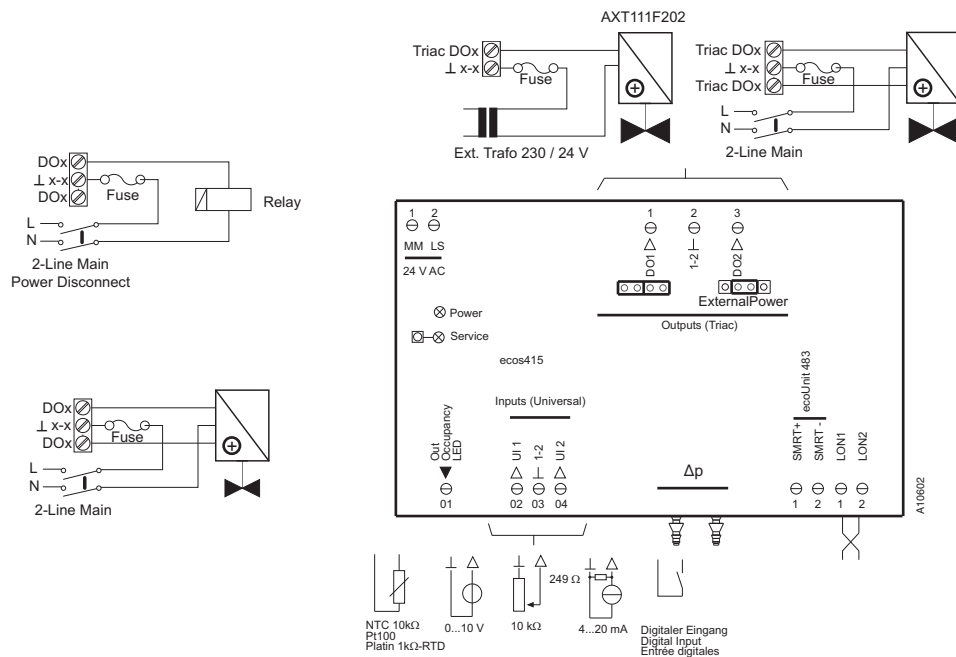 AXT111F202
Triac DOx
⊥ x-x
Fuse
Ext. Trafo 230 / 24 V
Triac DOx
⊥ x-x
Triac DOx
Fuse
L
N
2-Line Main
DOx
⊥ x-x
DOx
Fuse
L
N
Relay
2-Line Main
Power Disconnect
DOx
⊥ x-x
DOx
Fuse
L
N
2-Line Main
1 2
MM LS
24 V AC
Power
Service
ecos415
1 2 3
DO1
1-2
DO2
ExternalPower
Outputs (Triac)
Inputs (Universal)
Out
Occupancy
LED
UI 1
1-2
UI 2
01 02 03 04
Δp
ecoUnit 483
SMRT+
SMRT -
LON1
LON2
1 2 1 2
A10602
NTC 10kΩ
Pt100
Platin 1kΩ-RTD
0...10 V
10 kΩ
249 Ω
4...20 mA
Digitaler Eingang
Digital Input
Entrée digitales